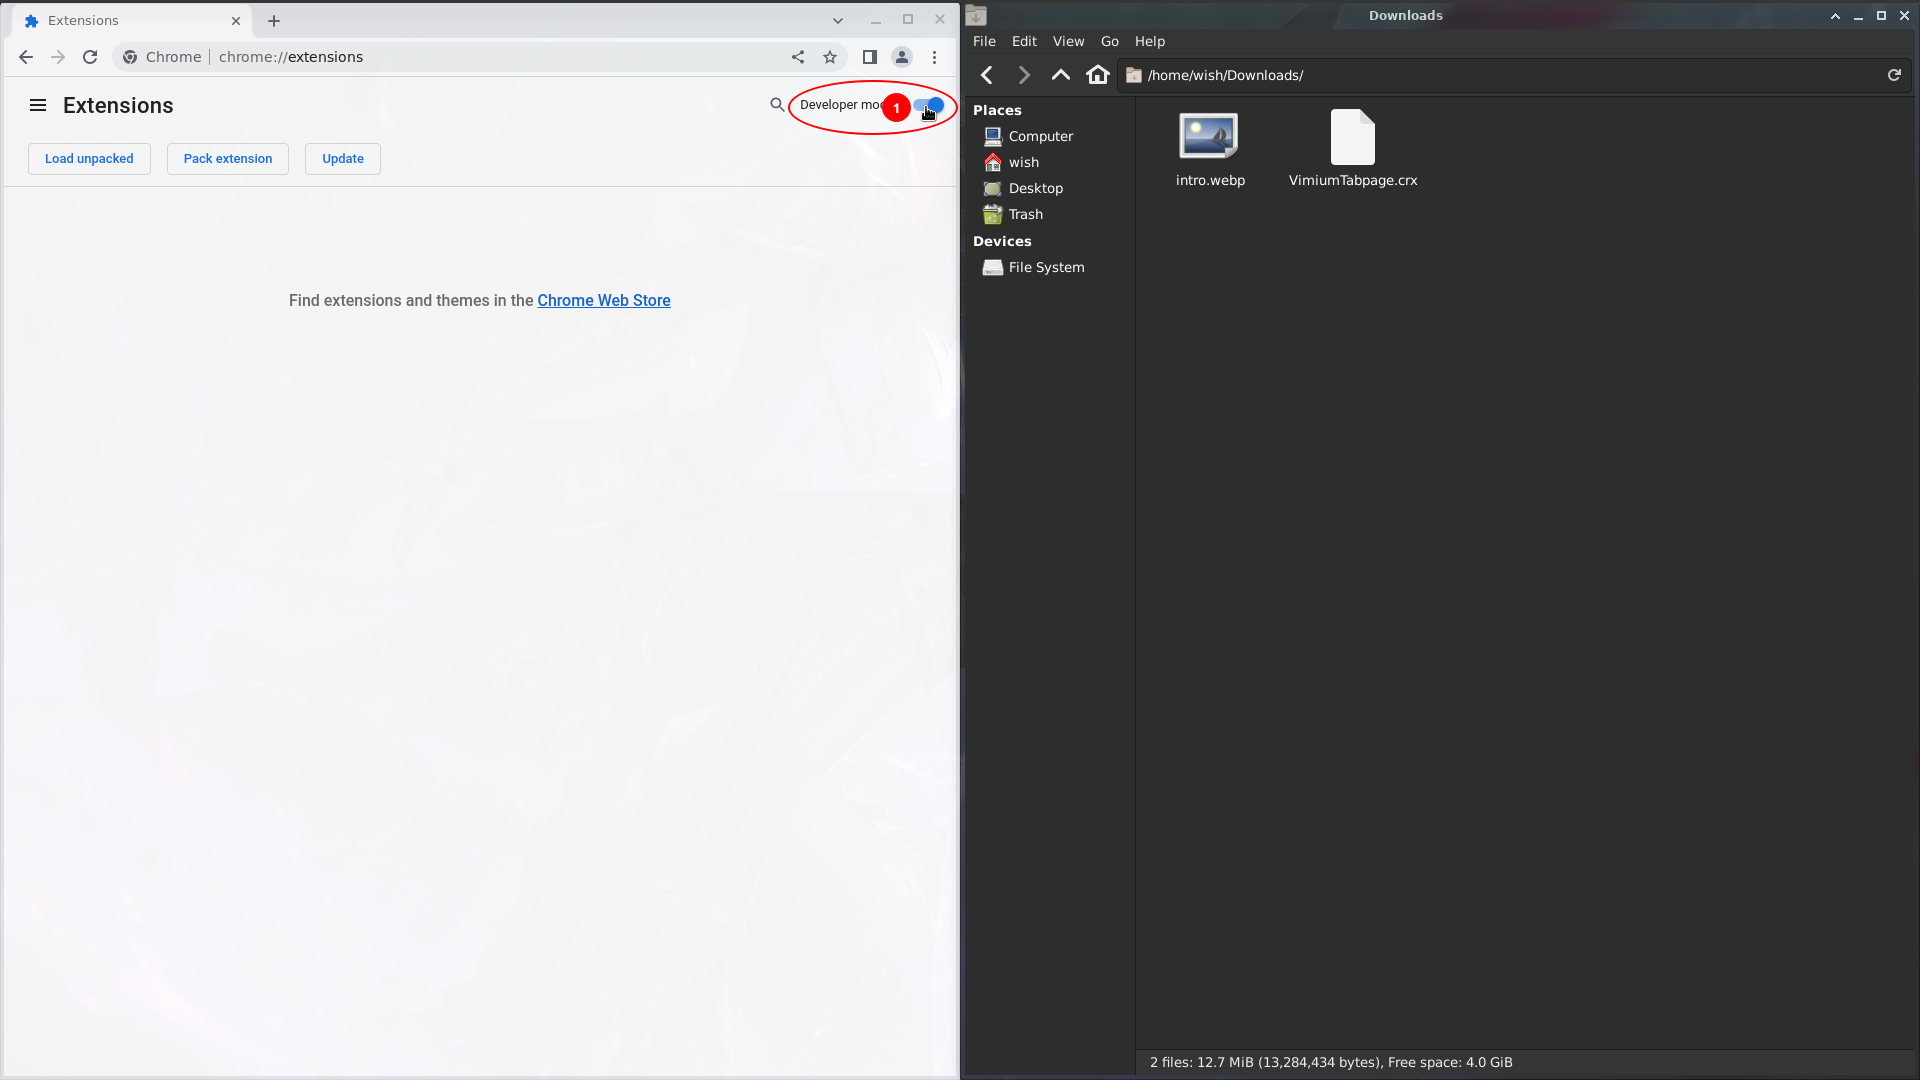 Extensions
Chrome
chrome://extensions
Extensions
Developer mo
1
Load unpacked
Pack extension
Update
Find extensions and themes in the Chrome Web Store
Downloads
File Edit View Go Help
/home/wish/Downloads/
Places
Computer
wish
Desktop
Trash
Devices
File System
intro.webp
VimiumTabpage.crx
2 files: 12.7 MiB (13,284,434 bytes), Free space: 4.0 GiB